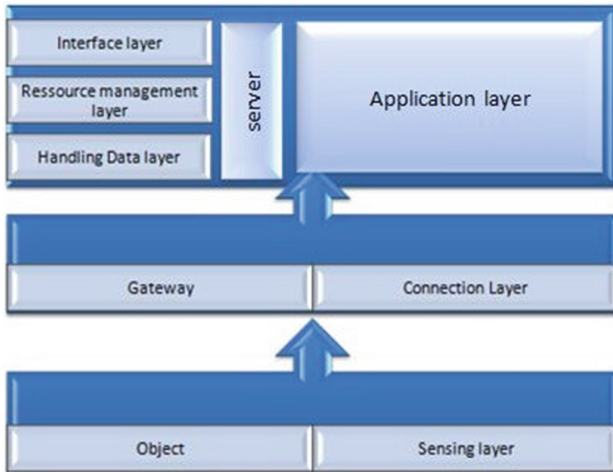 Interface layer
Ressource management
layer
Handling Data layer
server
Application layer
Gateway
Connection Layer
Object
Sensing layer